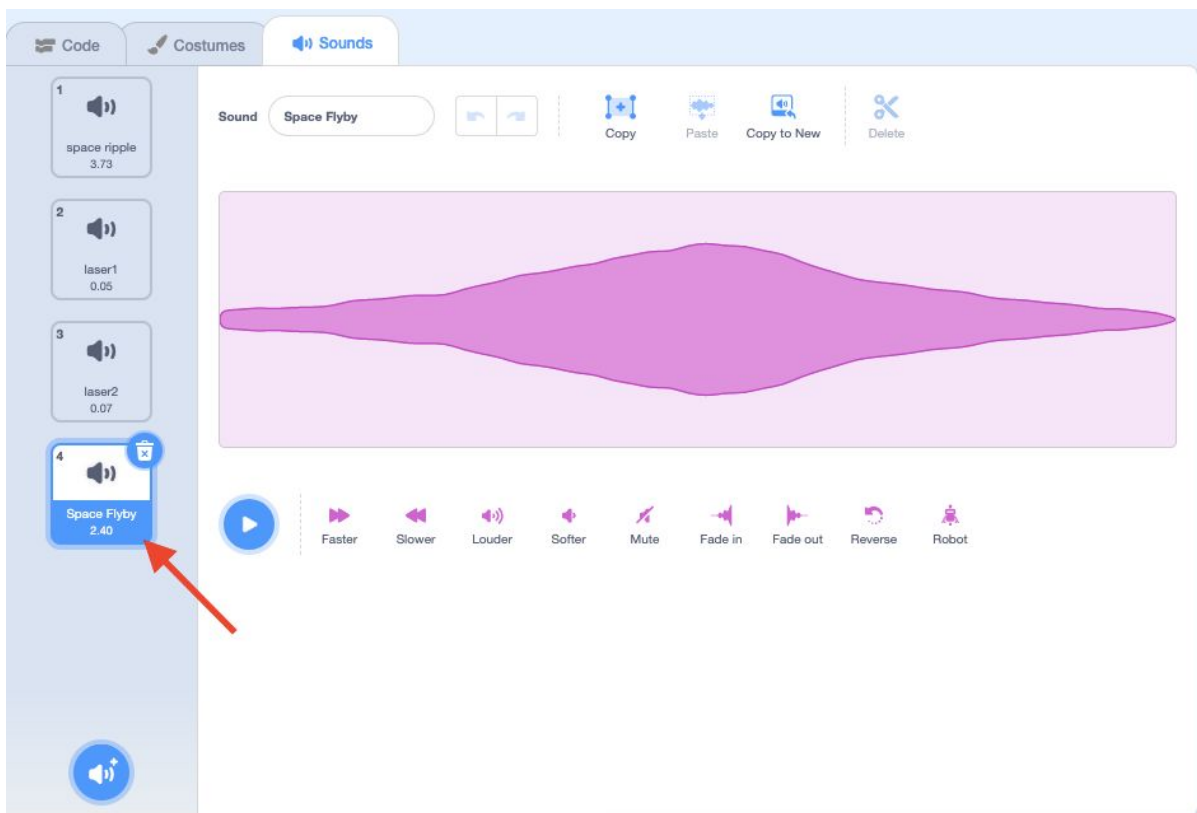 Code
Costumes
Sounds
1
space ripple
3.73
2
laser1
0.05
3
laser2
0.07
4
Space Flyby
2.40
Sound
Space Flyby
Copy
Paste
Copy to New
Delete
Faster
Slower
Louder
Softer
Mute
Fade in
Fade out
Reverse
Robot